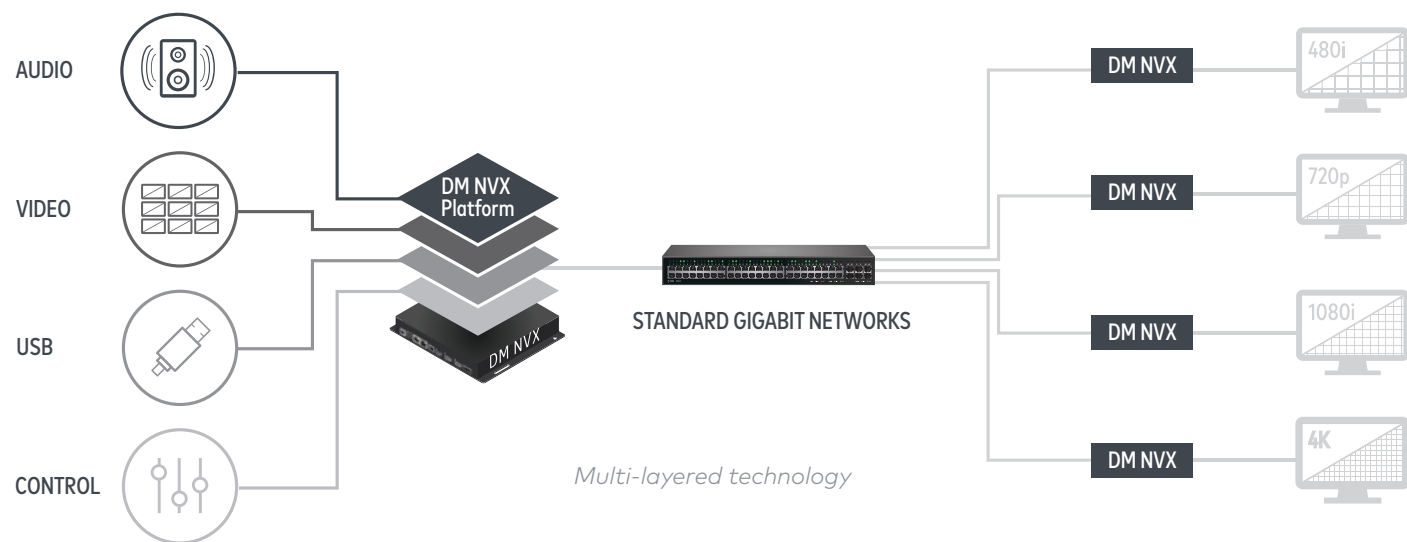 AUDIO
VIDEO
USB
CONTROL
DM NVX
Platform
DM NVX
STANDARD GIGABIT NETWORKS
Multi-layered technology
DM NVX
480i
DM NVX
720p
DM NVX
1080i
DM NVX
4K